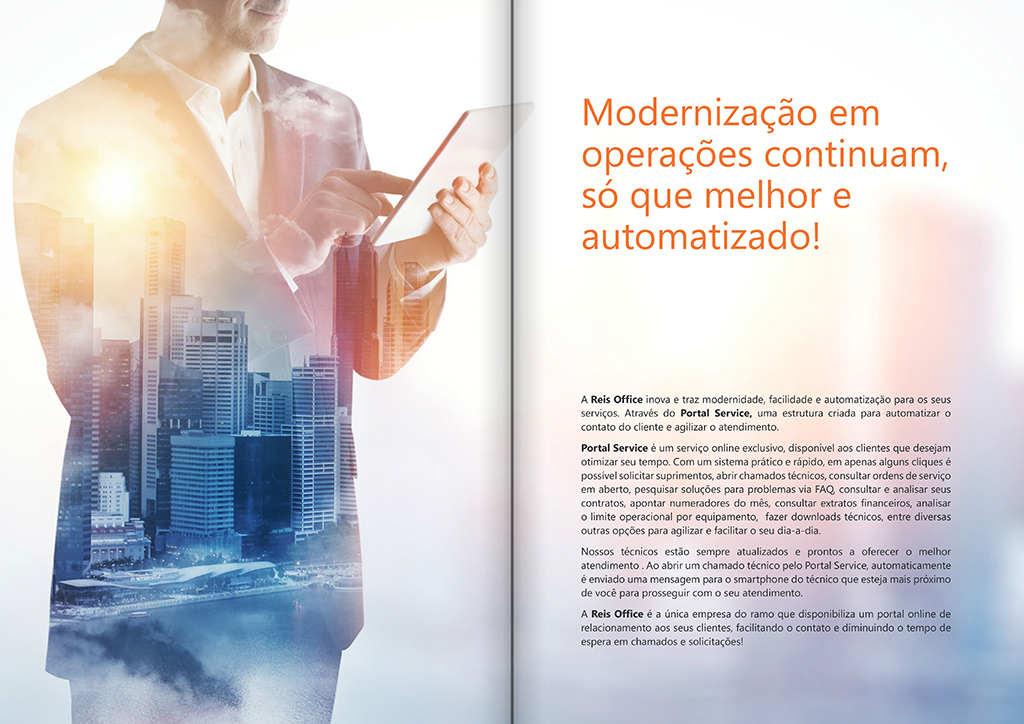 Modernização em
operações continuam,
só que melhor e
automatizado!
A Reis Office inova e traz modernidade, facilidade e automatização para os seus
serviços. Através do Portal Service, uma estrutura criada para automatizar o
contato do cliente e agilizar o atendimento.
Portal Service é um serviço online exclusivo, disponível aos clientes que desejam
otimizar seu tempo. Com um sistema prático e rápido, em apenas alguns cliques é
possível solicitar suprimentos, abrir chamados técnicos, consultar ordens de serviço
em aberto, pesquisar soluções para problemas via FAQ, consultar e analisar seus
contratos, apontar numeradores do mês, consultar extratos financeiros, analisar
o limite operacional por equipamento, fazer downloads técnicos, entre diversas
outras opções para agilizar e facilitar o seu dia-a-dia.
Nossos técnicos estão sempre atualizados e prontos a oferecer o melhor
atendimento . Ao abrir um chamado técnico pelo Portal Service, automaticamente
é enviado uma mensagem para o smartphone do técnico que esteja mais próximo
de você para prosseguir com o seu atendimento.
A Reis Office é a única empresa do ramo que disponibiliza um portal online de
relacionamento aos seus clientes, facilitando o contato e diminuindo o tempo de
espera em chamados e solicitações!